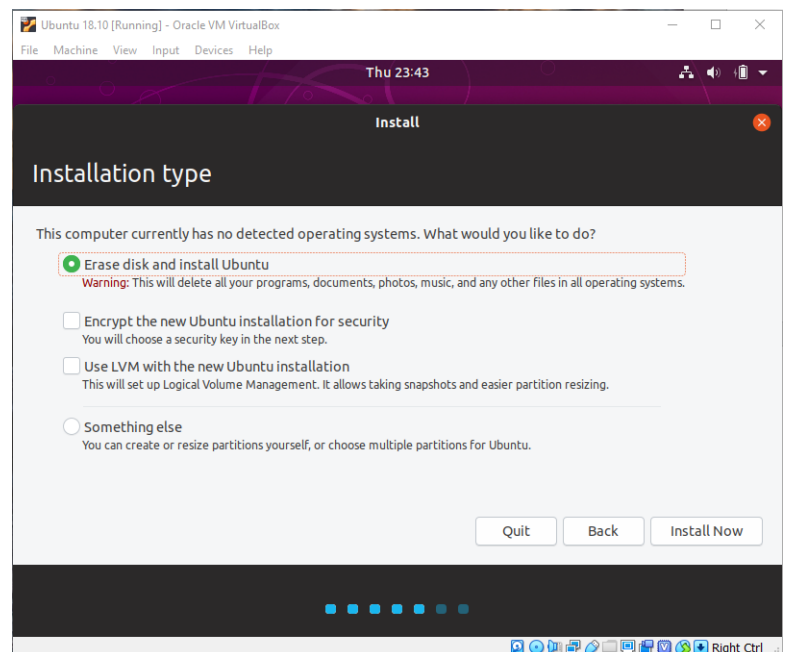 Ubuntu 18.10 [Running] - Oracle VM VirtualBox
File Machine View Input Devices Help
Thu 23:43
Install
Installation type
This computer currently has no detected operating systems. What would you like to do?
Erase disk and install Ubuntu
Warning: This will delete all your programs, documents, photos, music, and any other files in all operating systems.
Encrypt the new Ubuntu installation for security
You will choose a security key in the next step.
Use LVM with the new Ubuntu installation
This will set up Logical Volume Management. It allows taking snapshots and easier partition resizing.
Something else
You can create or resize partitions yourself, or choose multiple partitions for Ubuntu.
Quit Back Install Now
Right Ctrl